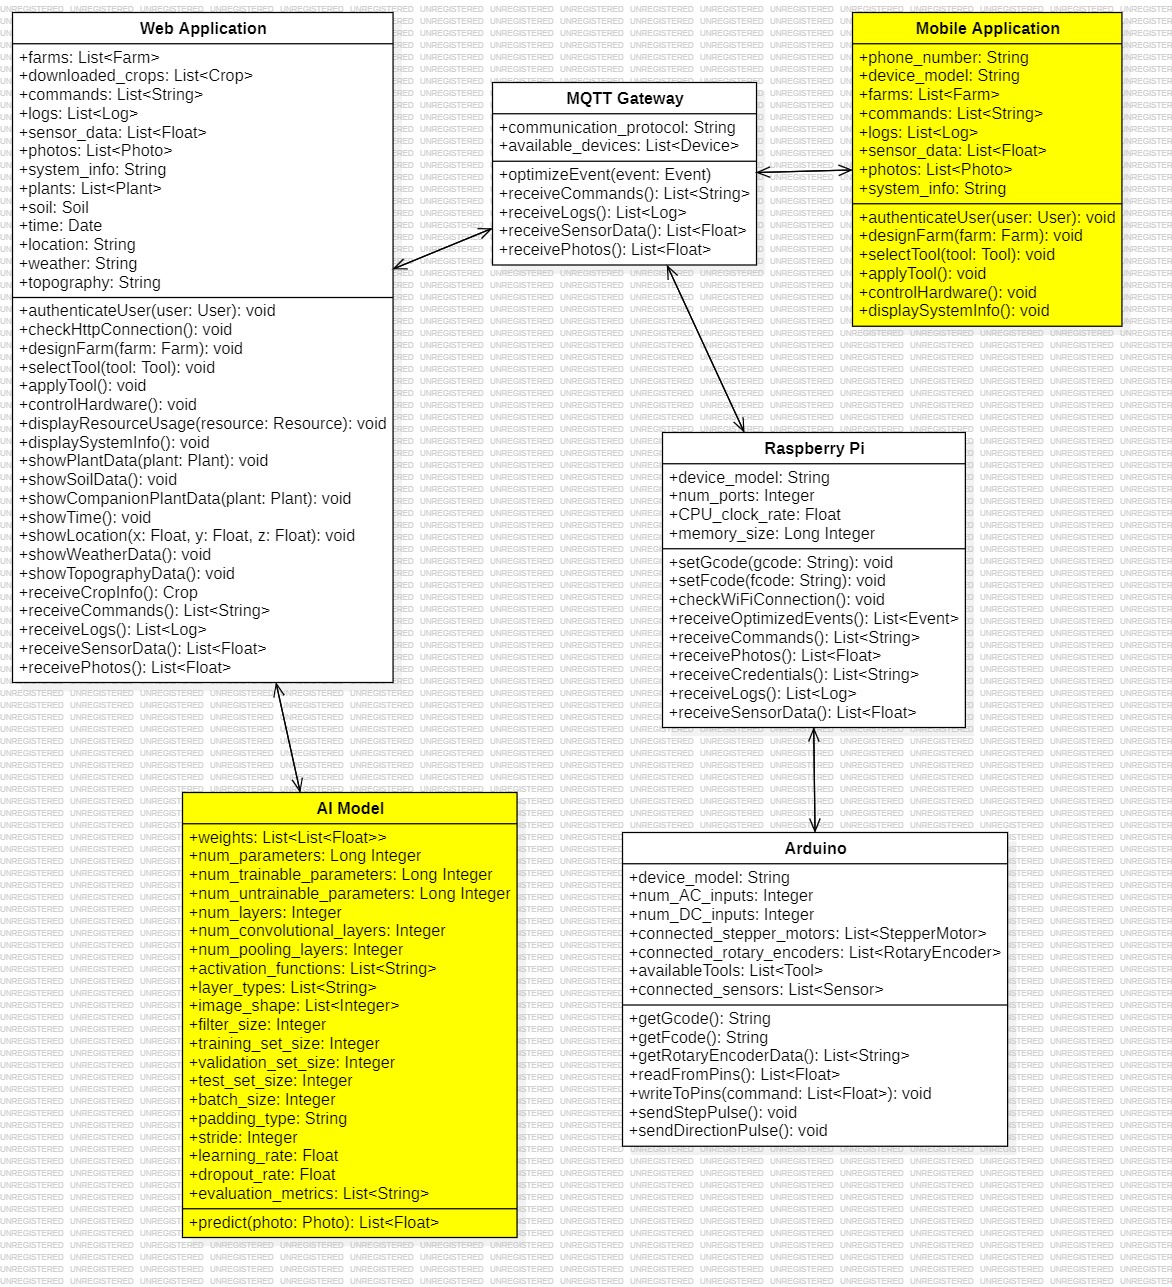 Web Application
+farms: List<Farm>
+downloaded_crops: List<Crop>
+commands: List<String>
+logs: List<Log>
+sensor_data: List<Float>
+photos: List<Photo>
+system_info: String
+plants: List<Plant>
+soil: Soil
+time: Date
+location: String
+weather: String
+topography: String
+authenticateUser(user: User): void
+checkHttpConnection(): void
+designFarm(farm: Farm): void
+selectTool(tool: Tool): void
+applyTool(): void
+controlHardware(): void
+displayResourceUsage(resource: Resource): void
+displaySystemInfo(): void
+showPlantData(plant: Plant): void
+showSoilData(): void
+showCompanionPlantData(plant: Plant): void
+showTime(): void
+showLocation(x: Float, y: Float, z: Float): void
+showWeatherData(): void
+showTopographyData(): void
+receiveCropInfo(): Crop
+receiveCommands(): List<String>
+receiveLogs(): List<Log>
+receiveSensorData(): List<Float>
+receivePhotos(): List<Float>
MQTT Gateway
+communication_protocol: String
+available_devices: List<Device>
+optimizeEvent(event: Event)
+receiveCommands(): List<String>
+receiveLogs(): List<Log>
+receiveSensorData(): List<Float>
+receivePhotos(): List<Float>
Mobile Application
+phone_number: String
+device_model: String
+farms: List<Farm>
+commands: List<String>
+logs: List<Log>
+sensor_data: List<Float>
+photos: List<Photo>
+system_info: String
+authenticateUser(user: User): void
+designFarm(farm: Farm): void
+selectTool(tool: Tool): void
+applyTool(): void
+controlHardware(): void
+displaySystemInfo(): void
Raspberry Pi
+device_model: String
+num_ports: Integer
+CPU_clock_rate: Float
+memory_size: Long Integer
+setGcode(gcode: String): void
+setFcode(fcode: String): void
+checkWiFiConnection(): void
+receiveOptimizedEvents(): List<Event>
+receiveCommands(): List<String>
+receivePhotos(): List<Float>
+receiveCredentials(): List<String>
+receiveLogs(): List<Log>
+receiveSensorData(): List<Float>
AI Model
+weights: List<List<Float>>
+num_parameters: Long Integer
+num_trainable_parameters: Long Integer
+num_untrainable_parameters: Long Integer
+num_layers: Integer
+num_convolutional_layers: Integer
+num_pooling_layers: Integer
+activation_functions: List<String>
+layer_types: List<String>
+image_shape: List<Integer>
+filter_size: Integer
+training_set_size: Integer
+validation_set_size: Integer
+test_set_size: Integer
+batch_size: Integer
+padding_type: String
+stride: Integer
+learning_rate: Float
+dropout_rate: Float
+evaluation_metrics: List<String>
+predict(photo: Photo): List<Float>
Arduino
+device_model: String
+num_AC_inputs: Integer
+num_DC_inputs: Integer
+connected_stepper_motors: List<StepperMotor>
+connected_rotary_encoders: List<RotaryEncoder>
+availableTools: List<Tool>
+connected_sensors: List<Sensor>
+getGcode(): String
+getFcode(): String
+getRotaryEncoderData(): List<String>
+readFromPins(): List<Float>
+writeToPins(command: List<Float>): void
+sendStepPulse(): void
+sendDirectionPulse(): void
UNREGISTERED